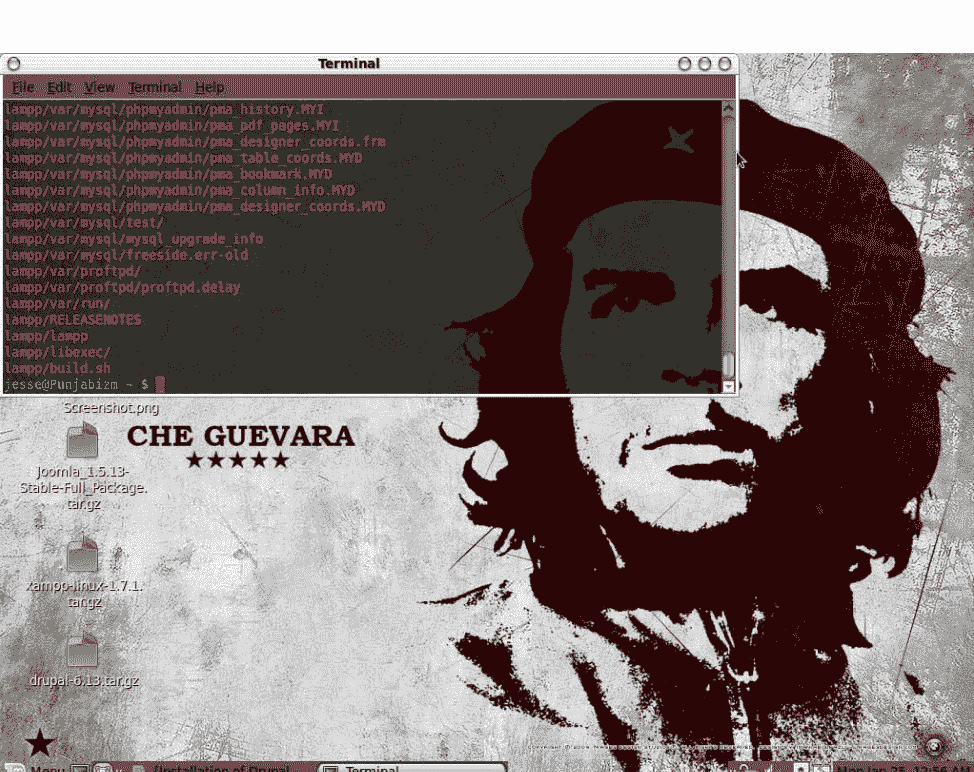 Terminal
File Edit View Terminal Help
lampp/var/mysql/phpmyadmin/pma_history.MYI
lampp/var/mysql/phpmyadmin/pma_pdf_pages.MYI
lampp/var/mysql/phpmyadmin/pma_designer_coords.frm
lampp/var/mysql/phpmyadmin/pma_table_coords.MYD
lampp/var/mysql/phpmyadmin/pma_bookmark.MYD
lampp/var/mysql/phpmyadmin/pma_column_info.MYD
lampp/var/mysql/phpmyadmin/pma_designer_coords.MYD
lampp/var/mysql/test/
lampp/var/mysql/mysql_upgrade_info
lampp/var/mysql/freeside.err-old
lampp/var/proftpd/
lampp/var/proftpd/proftpd.delay
lampp/var/run/
lampp/RELEASENOTES
lampp/lampp
lampp/libexec/
lampp/build.sh
jesse@Punjabizm ~ $
Screenshot.png
CHE GUEVARA
Joomla_1.5.13-
Stable-Full_Package.
tar.gz
xampp-linux-1.7.1.
tar.gz
drupal-6.13.tar.gz
Menu
[Installation of Drupal
Terminal